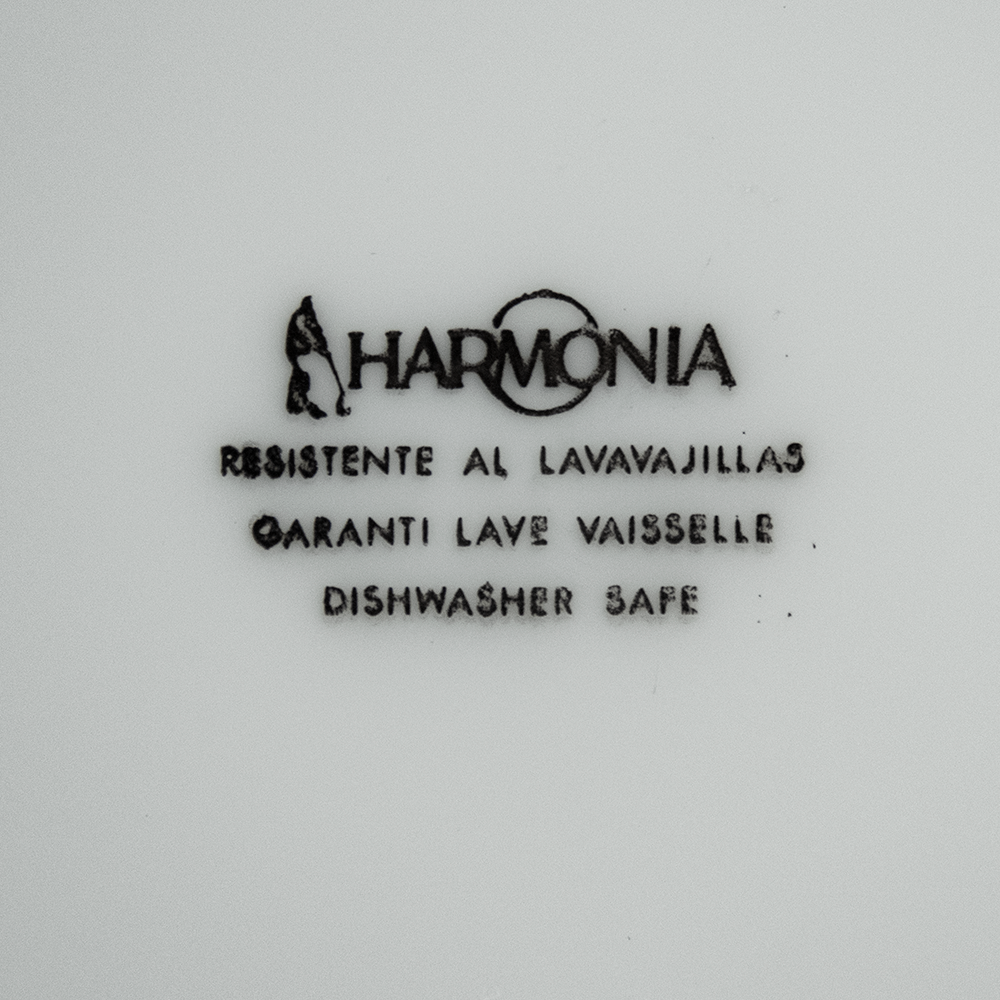 HARMONIA
RESISTENTE AL LAVAVAJILLAS
GARANTI LAVE VAISSELLE
DISHWASHER SAFE